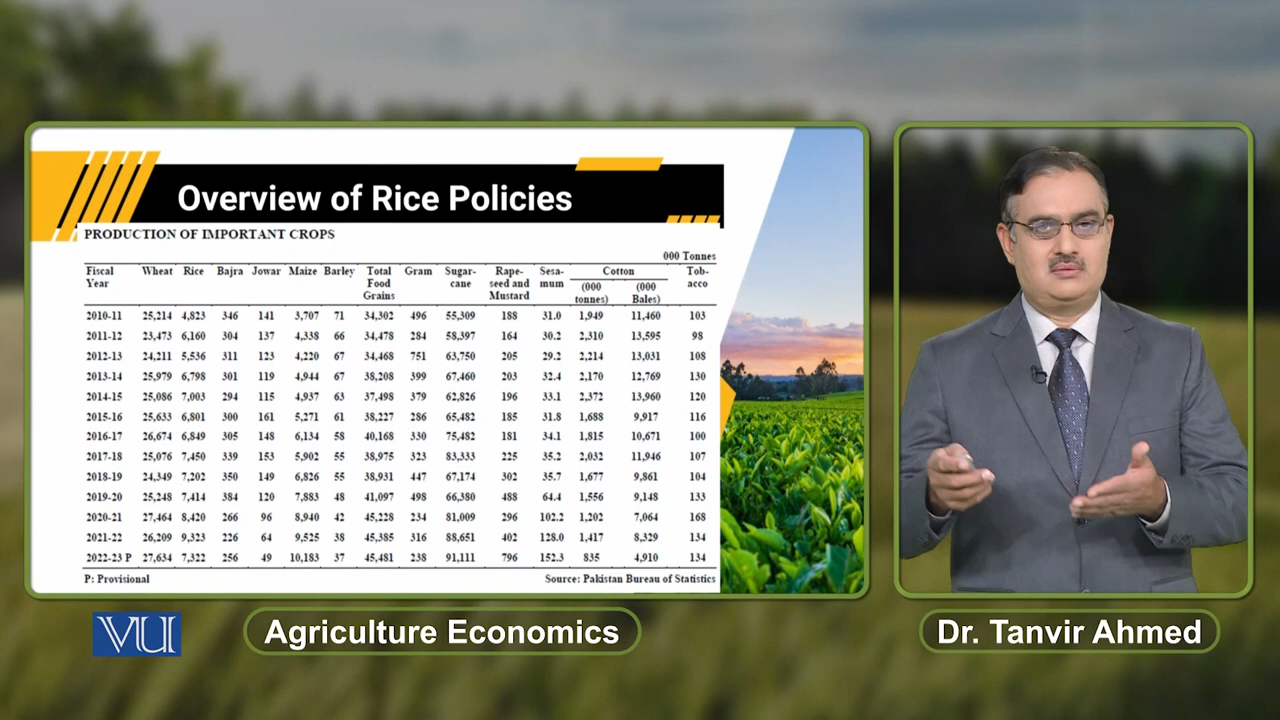 Overview of Rice Policies
PRODUCTION OF IMPORTANT CROPS
000 Tonnes
Fiscal Year Wheat Rice Bajra Jowar Maize Barley Total Food Grains Gram Sugar-cane Rape-seed and Mustard Sesa-mum Cotton (000 tonnes) (000 Bales) Tob-acco
2010-11 25,214 4,823 346 141 3,707 71 34,302 496 55,309 188 31.0 1,949 11,460 103
2011-12 23,473 6,160 304 137 4,338 66 34,478 284 58,397 164 30.2 2,310 13,595 98
2012-13 24,211 5,536 311 123 4,220 67 34,468 751 63,750 205 29.2 2,214 13,031 108
2013-14 25,979 6,798 301 119 4,944 67 38,208 399 67,460 203 32.4 2,170 12,769 130
2014-15 25,086 7,003 294 115 4,937 63 37,498 379 62,826 196 33.1 2,372 13,960 120
2015-16 25,633 6,801 300 161 5,271 61 38,227 286 65,482 185 31.8 1,688 9,917 116
2016-17 26,674 6,849 305 148 6,134 58 40,168 330 75,482 181 34.1 1,815 10,671 100
2017-18 25,076 7,450 339 153 5,902 55 38,975 323 83,333 225 35.2 2,032 11,946 107
2018-19 24,349 7,202 350 149 6,826 55 38,931 447 67,174 302 35.7 1,677 9,861 104
2019-20 25,248 7,414 384 120 7,883 48 41,097 498 66,380 488 64.4 1,556 9,148 133
2020-21 27,464 8,420 266 96 8,940 42 45,228 234 81,009 296 102.2 1,202 7,064 168
2021-22 26,209 9,323 226 64 9,525 38 45,385 316 88,651 402 128.0 1,417 8,329 134
2022-23 P 27,634 7,322 256 49 10,183 37 45,481 238 91,111 796 152.3 835 4,910 134
P: Provisional Source: Pakistan Bureau of Statistics
VU Agriculture Economics Dr. Tanvir Ahmed